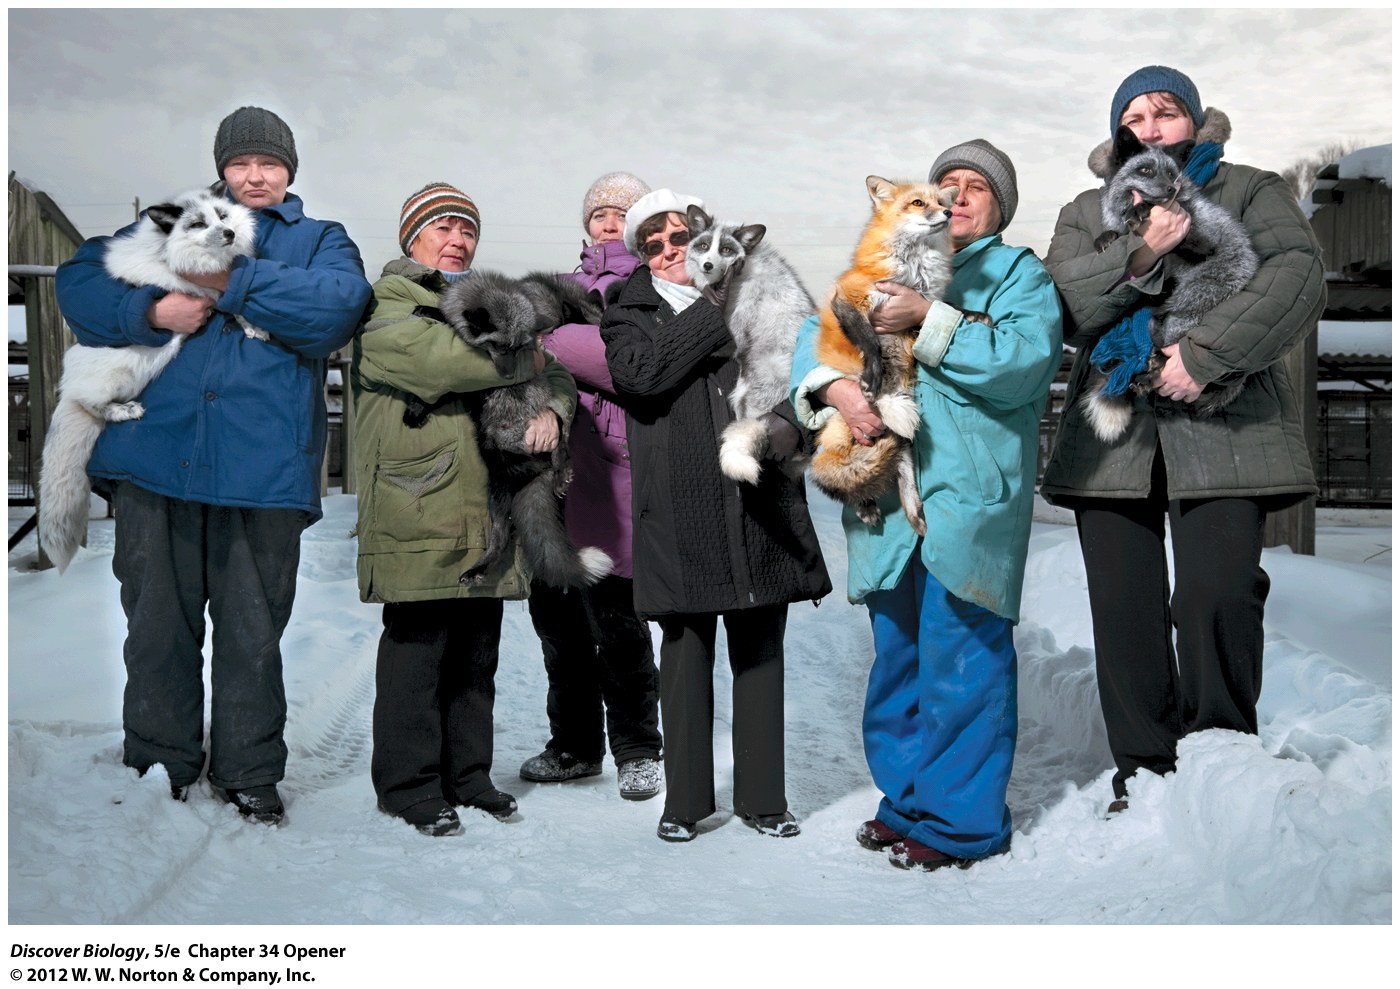 Discover Biology, 5/e Chapter 34 Opener
© 2012 W. W. Norton & Company, Inc.